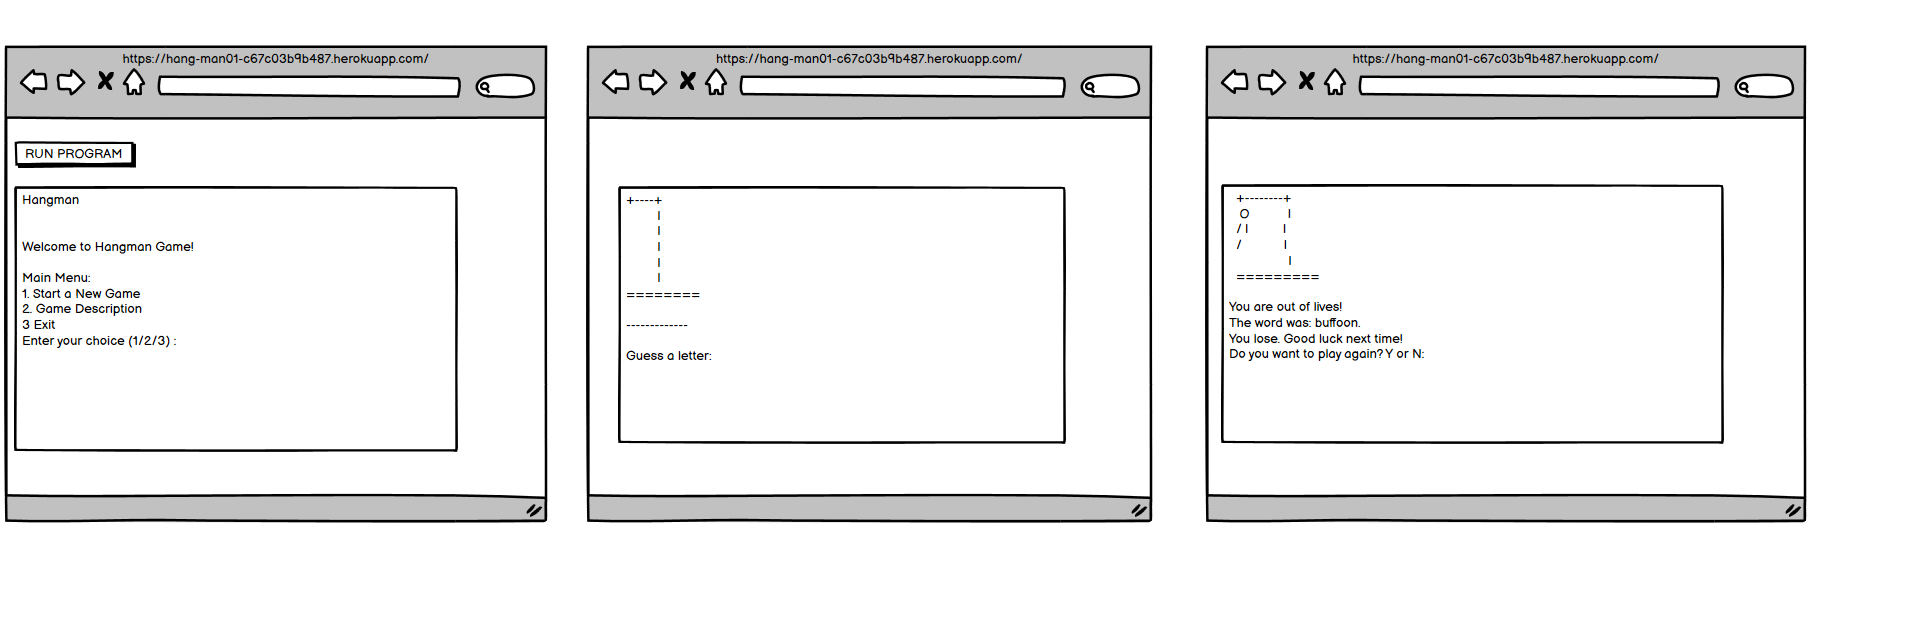 https://hang-man01-c67c03b9b487.herokuapp.com/
RUN PROGRAM
Hangman
Welcome to Hangman Game!
Main Menu:
1. Start a New Game
2. Game Description
3 Exit
Enter your choice (1/2/3) :
https://hang-man01-c67c03b9b487.herokuapp.com/
+----+
|
|
|
|
|
========
-------------
Guess a letter:
https://hang-man01-c67c03b9b487.herokuapp.com/
+--------+
O |
/ | |
/ |
|
=========
You are out of lives!
The word was: buffoon.
You lose. Good luck next time!
Do you want to play again? Y or N: